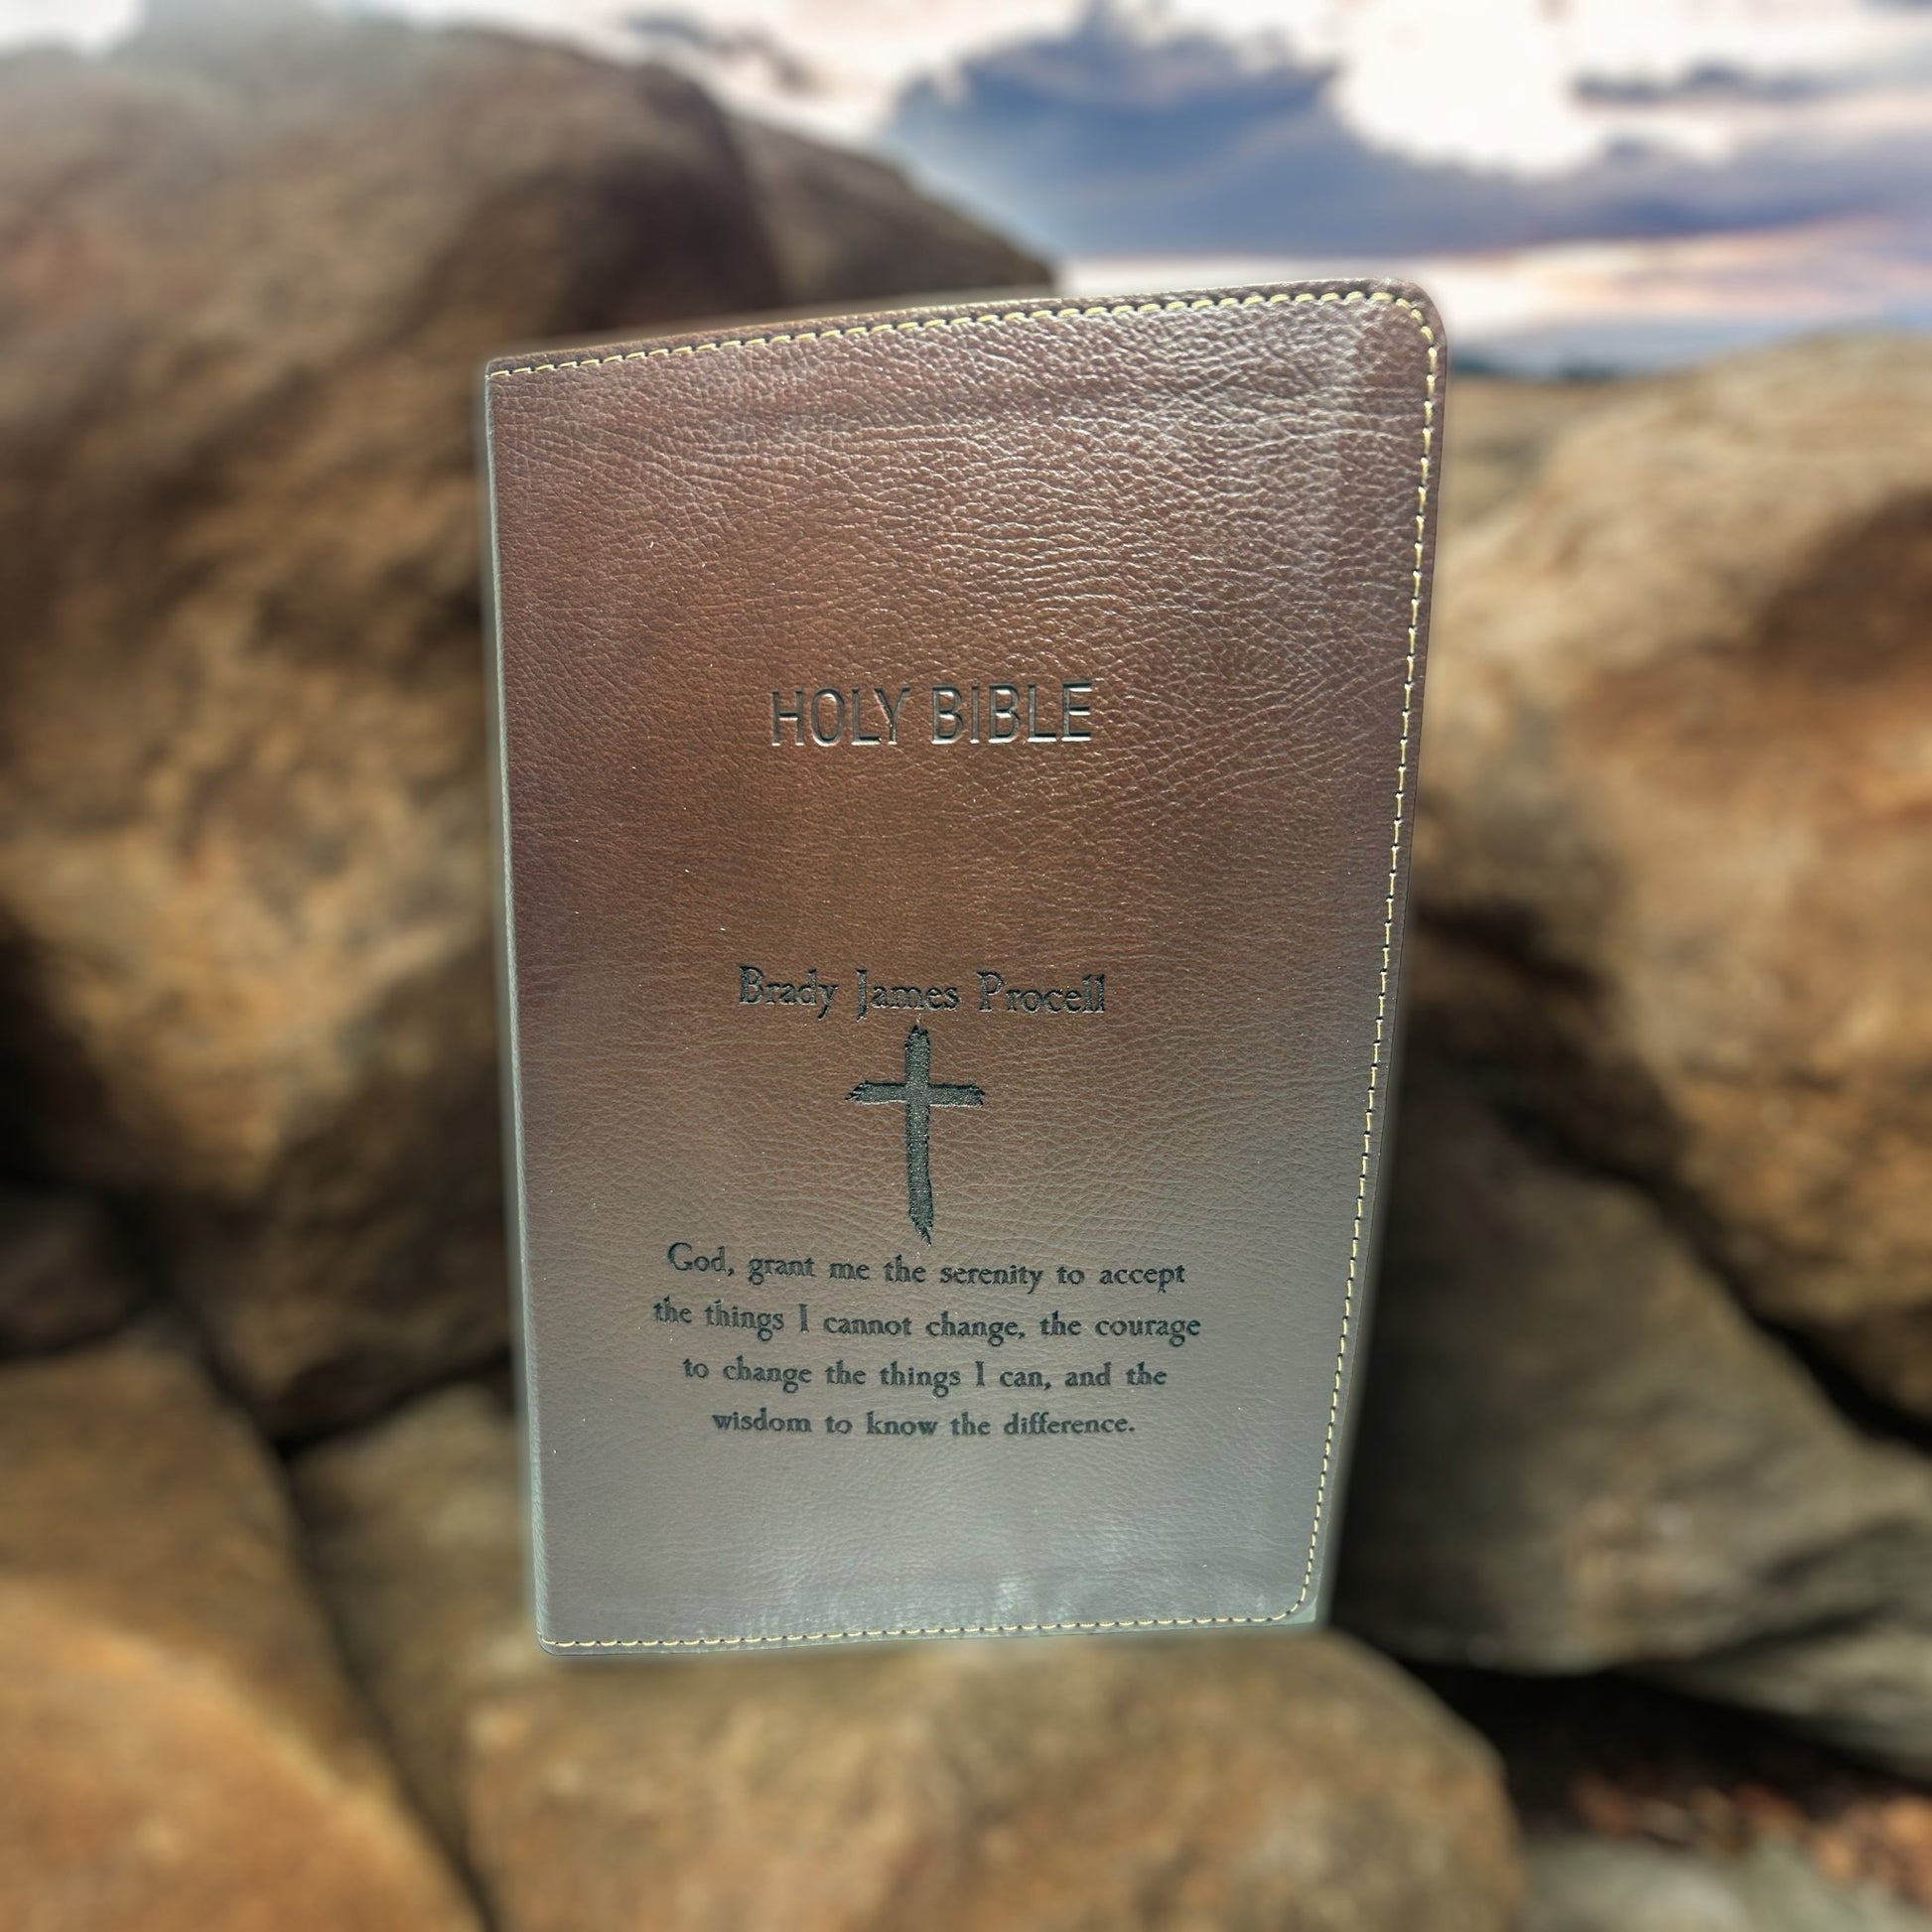 HOLY BIBLE
Brady James Procell
God, grant me the serenity to accept
the things I cannot change, the courage
to change the things I can, and the
wisdom to know the difference.